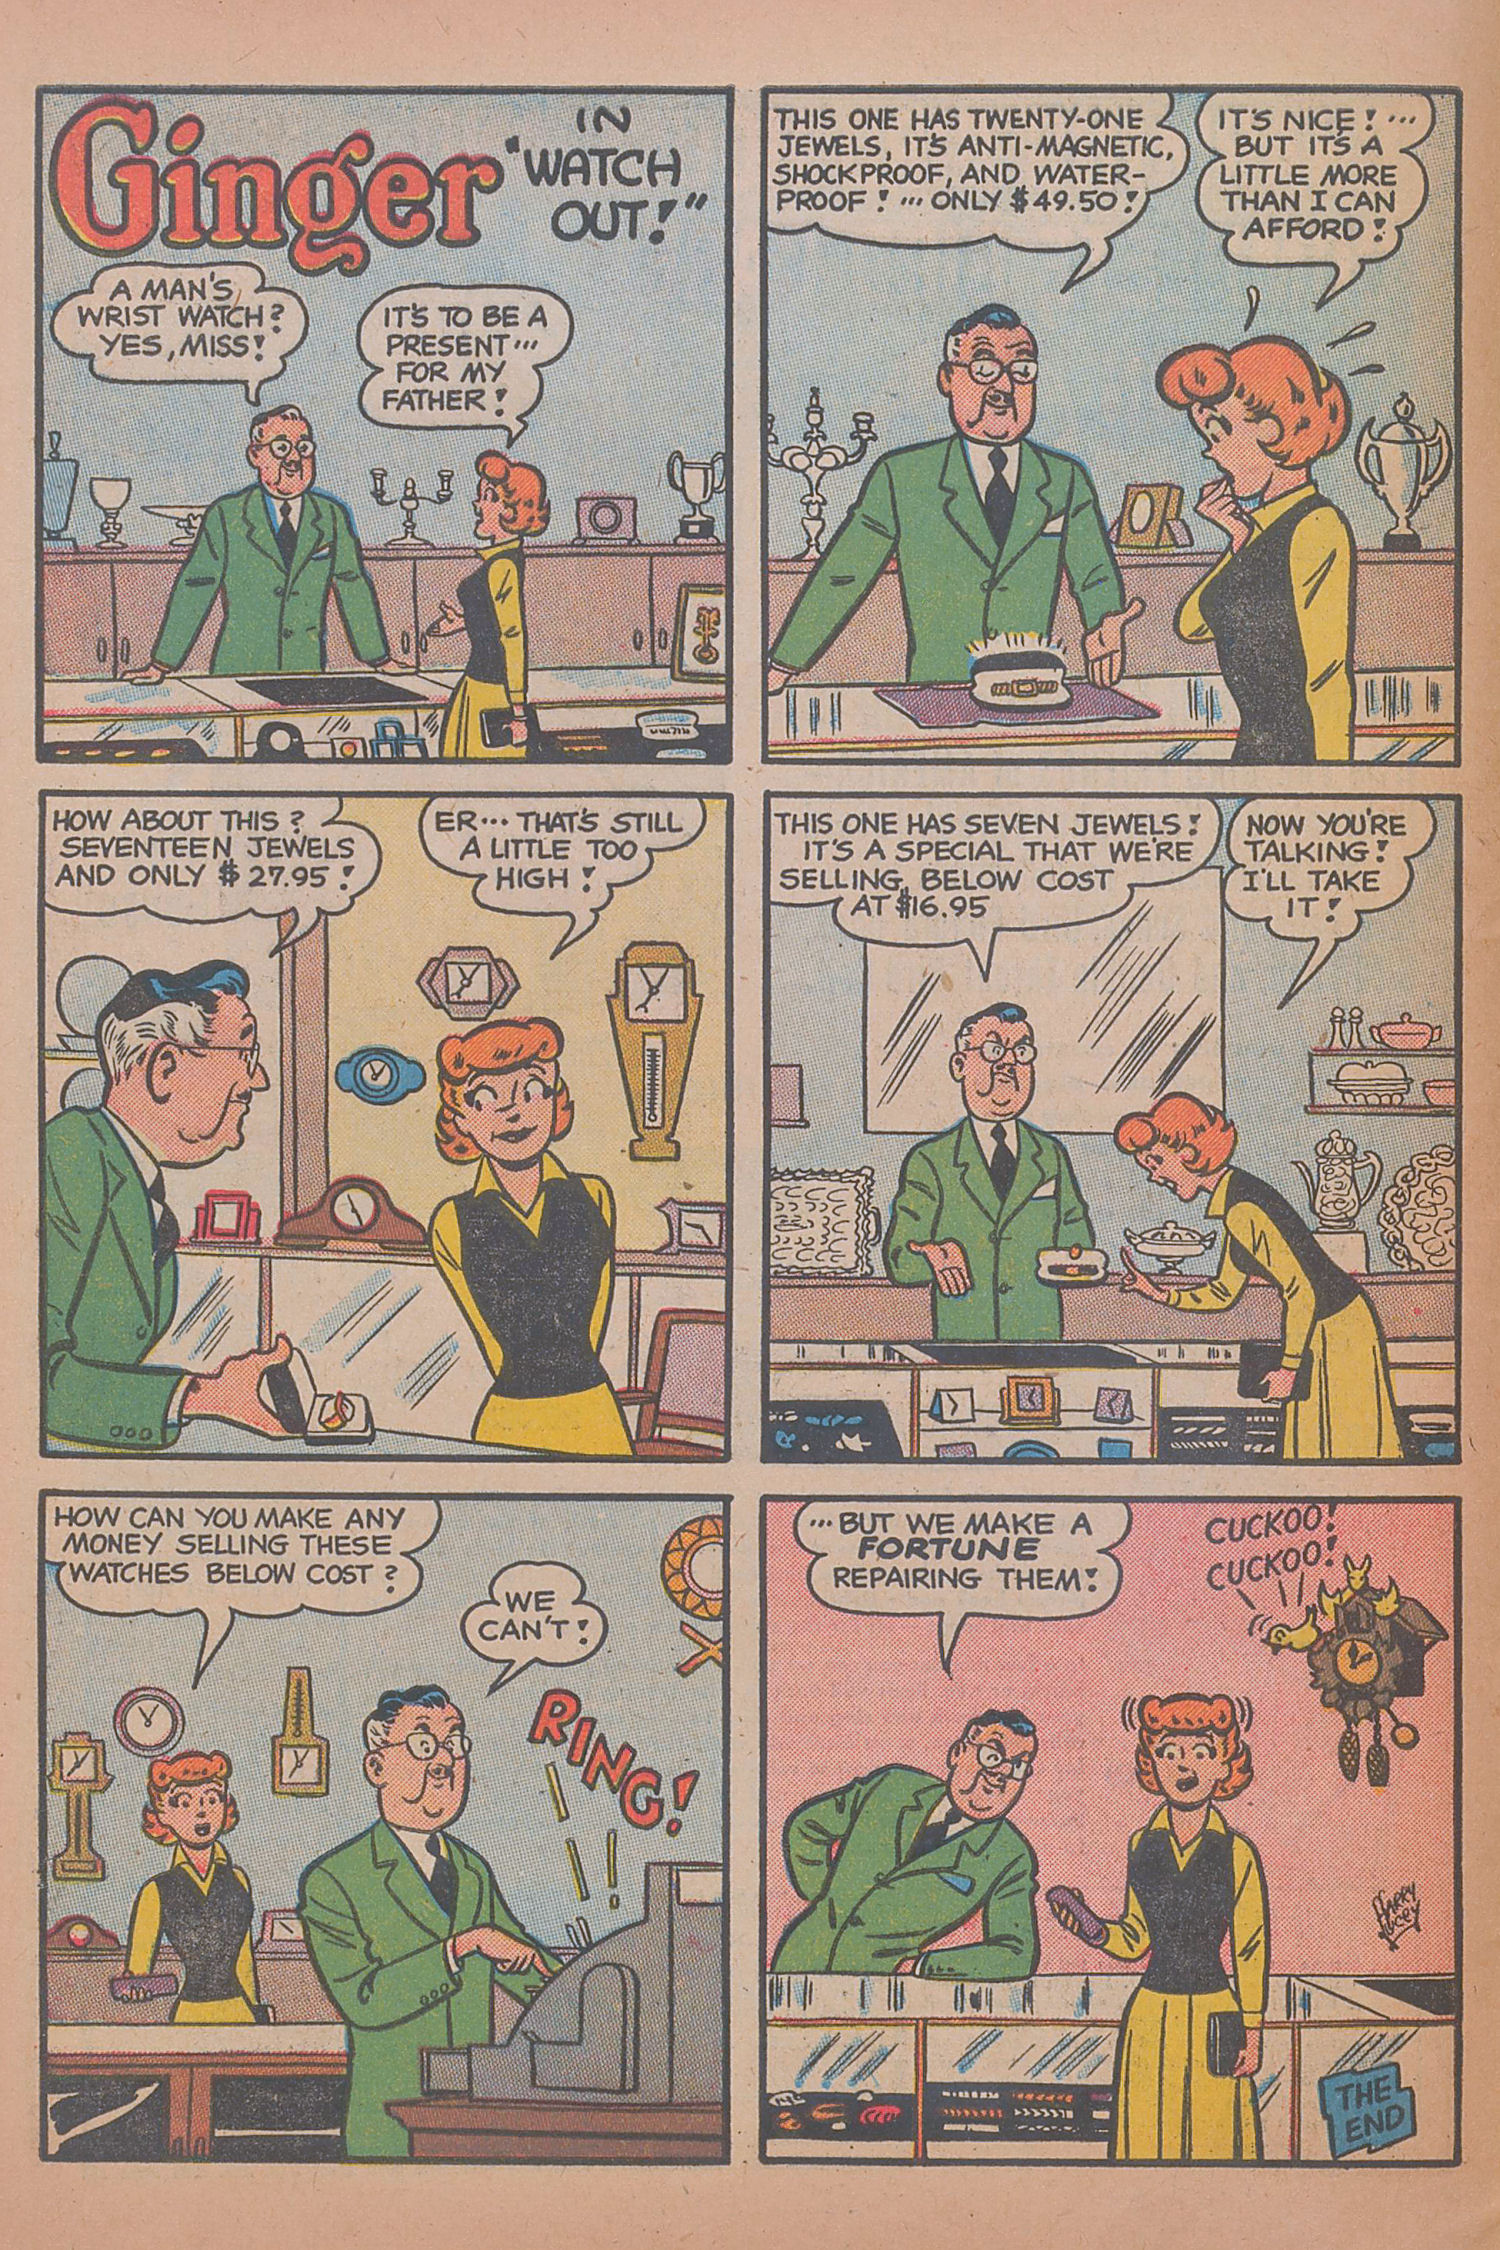 Ginger
IN
"WATCH
OUT!"
A MAN'S
WRIST WATCH?
YES, MISS!
IT'S TO BE A
PRESENT...
FOR MY
FATHER!
THIS ONE HAS TWENTY-ONE
JEWELS, IT'S ANTI-MAGNETIC,
SHOCKPROOF, AND WATER-
PROOF! ... ONLY $49.50!
IT'S NICE! ...
BUT IT'S A
LITTLE MORE
THAN I CAN
AFFORD!
HOW ABOUT THIS?
SEVENTEEN JEWELS
AND ONLY $27.95!
ER... THAT'S STILL
A LITTLE TOO
HIGH!
THIS ONE HAS SEVEN JEWELS!
IT'S A SPECIAL THAT WE'RE
SELLING BELOW COST
AT $16.95
NOW YOU'RE
TALKING!
I'LL TAKE
IT!
HOW CAN YOU MAKE ANY
MONEY SELLING THESE
WATCHES BELOW COST?
WE
CAN'T!
RING!
...BUT WE MAKE A
FORTUNE
REPAIRING THEM!
CUCKOO!
CUCKOO!
HARRY
LUCEY
THE
END